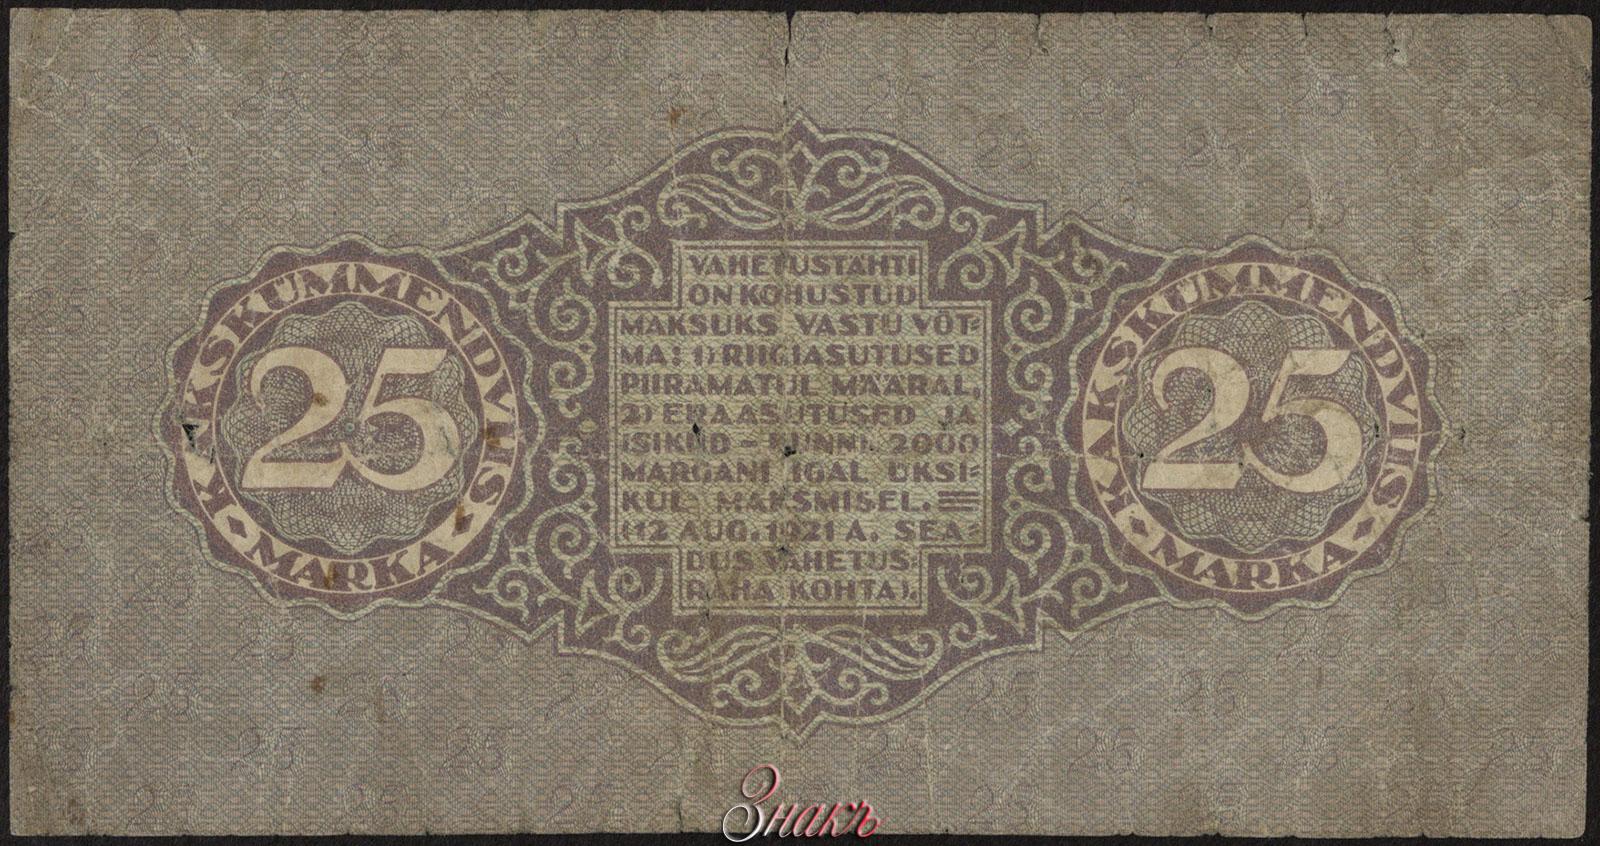 KAKSKÜMMENDVIIS
25
MARKA
VAHETUSTÄHTI
ON KOHUSTUD
MAKSUKS VASTU VÕT-
MA: 1) RIIGIASUTUSED
PIIRAMATUL MÄÄRAL,
2) ERAASUTUSED JA
ISIKUD – KUNNI 2000
MARGANI IGAL ÜKSI-
KUL MAKSMISEL. =
(12 AUG. 1921 A. SEA-
DUS VAHETUS-
RAHA KOHTA).
KAKSKÜMMENDVIIS
25
MARKA
Знакъ